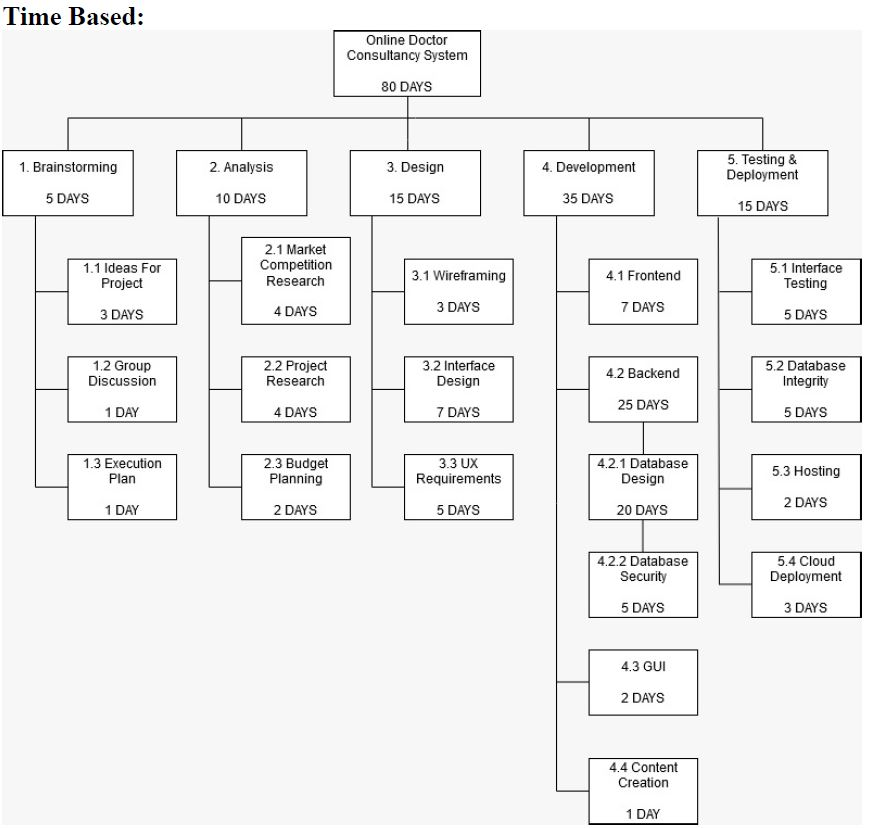 Time Based:
Online Doctor
Consultancy System
80 DAYS
1. Brainstorming
5 DAYS
2. Analysis
10 DAYS
3. Design
15 DAYS
4. Development
35 DAYS
5. Testing &
Deployment
15 DAYS
1.1 Ideas For
Project
3 DAYS
1.2 Group
Discussion
1 DAY
1.3 Execution
Plan
1 DAY
2.1 Market
Competition
Research
4 DAYS
2.2 Project
Research
4 DAYS
2.3 Budget
Planning
2 DAYS
3.1 Wireframing
3 DAYS
3.2 Interface
Design
7 DAYS
3.3 UX
Requirements
5 DAYS
4.1 Frontend
7 DAYS
4.2 Backend
25 DAYS
4.2.1 Database
Design
20 DAYS
4.2.2 Database
Security
5 DAYS
4.3 GUI
2 DAYS
4.4 Content
Creation
1 DAY
5.1 Interface
Testing
5 DAYS
5.2 Database
Integrity
5 DAYS
5.3 Hosting
2 DAYS
5.4 Cloud
Deployment
3 DAYS